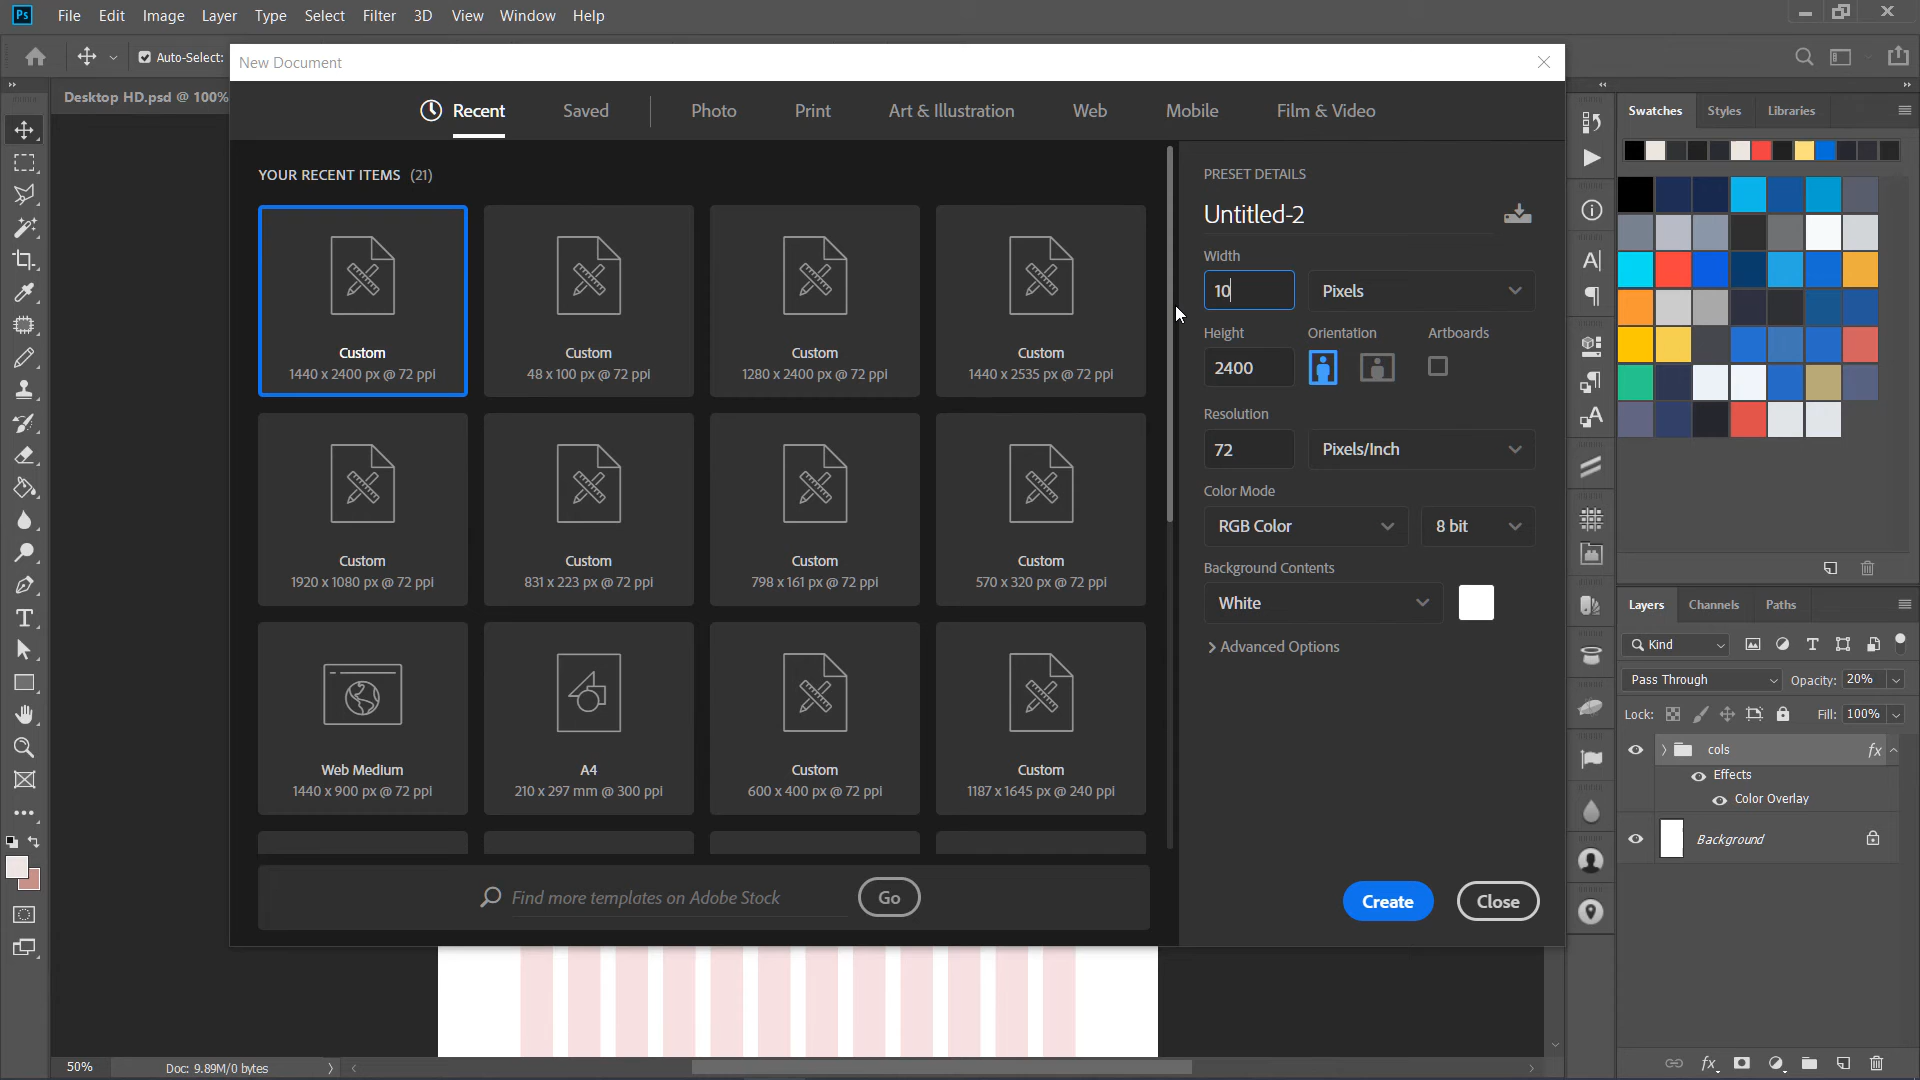 Ps File Edit Image Layer Type Select Filter 3D View Window Help
Auto-Select:
New Document
Desktop HD.psd @ 100%
Recent Saved Photo Print Art & Illustration Web Mobile Film & Video
Swatches Styles Libraries
YOUR RECENT ITEMS (21)
Custom
1440 x 2400 px @ 72 ppi
Custom
48 x 100 px @ 72 ppi
Custom
1280 x 2400 px @ 72 ppi
Custom
1440 x 2535 px @ 72 ppi
Custom
1920 x 1080 px @ 72 ppi
Custom
831 x 223 px @ 72 ppi
Custom
798 x 161 px @ 72 ppi
Custom
570 x 320 px @ 72 ppi
Web Medium
1440 x 900 px @ 72 ppi
A4
210 x 297 mm @ 300 ppi
Custom
600 x 400 px @ 72 ppi
Custom
1187 x 1645 px @ 240 ppi
Find more templates on Adobe Stock Go
PRESET DETAILS
Untitled-2
Width
10 Pixels
Height Orientation Artboards
2400
Resolution
72 Pixels/Inch
Color Mode
RGB Color 8 bit
Background Contents
White
Advanced Options
Create Close
Layers Channels Paths
Kind
Pass Through Opacity: 20%
Lock: Fill: 100%
cols fx
Effects
Color Overlay
Background
fx
50% Doc: 9.89M/0 bytes